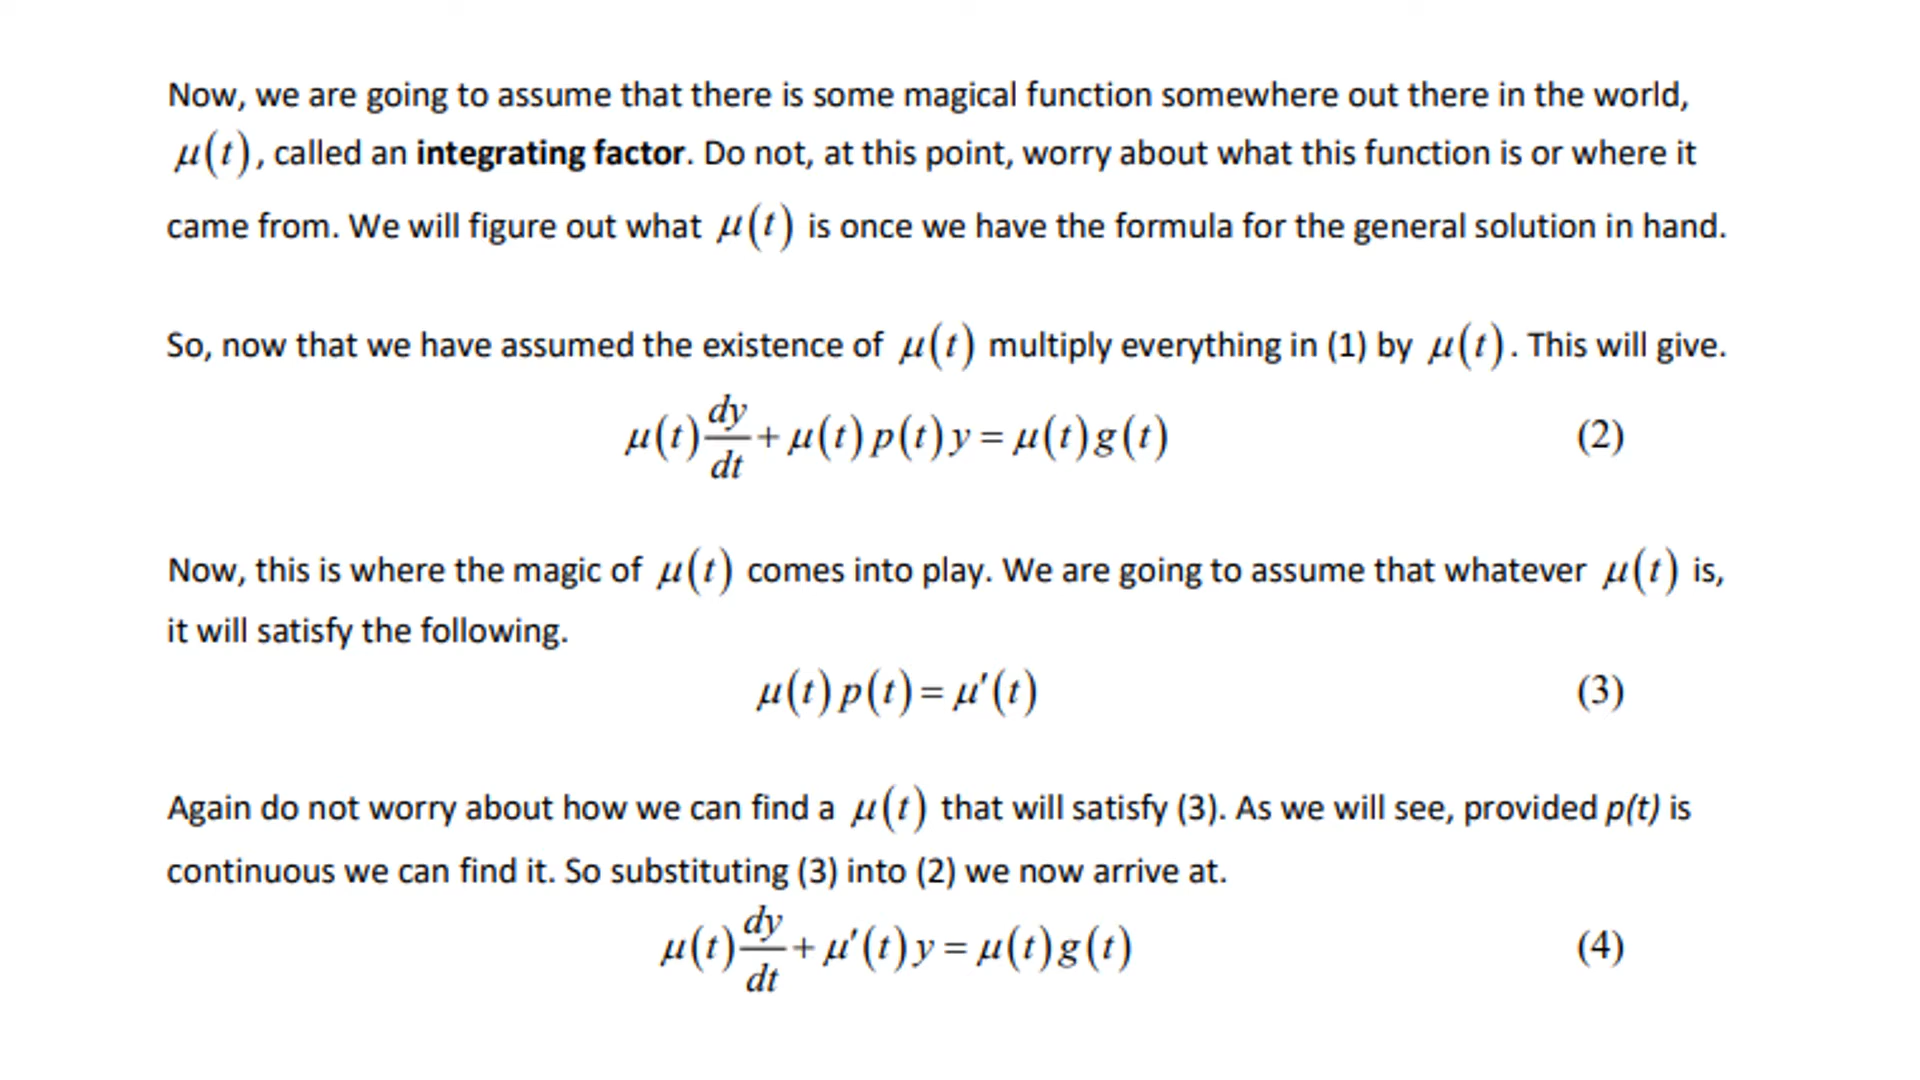 Now, we are going to assume that there is some magical function somewhere out there in the world,
μ(t), called an integrating factor. Do not, at this point, worry about what this function is or where it
came from. We will figure out what μ(t) is once we have the formula for the general solution in hand.
So, now that we have assumed the existence of μ(t) multiply everything in (1) by μ(t). This will give.
μ(t) dy/dt + μ(t) p(t) y = μ(t) g(t) (2)
Now, this is where the magic of μ(t) comes into play. We are going to assume that whatever μ(t) is,
it will satisfy the following.
μ(t) p(t) = μ′(t) (3)
Again do not worry about how we can find a μ(t) that will satisfy (3). As we will see, provided p(t) is
continuous we can find it. So substituting (3) into (2) we now arrive at.
μ(t) dy/dt + μ′(t) y = μ(t) g(t) (4)